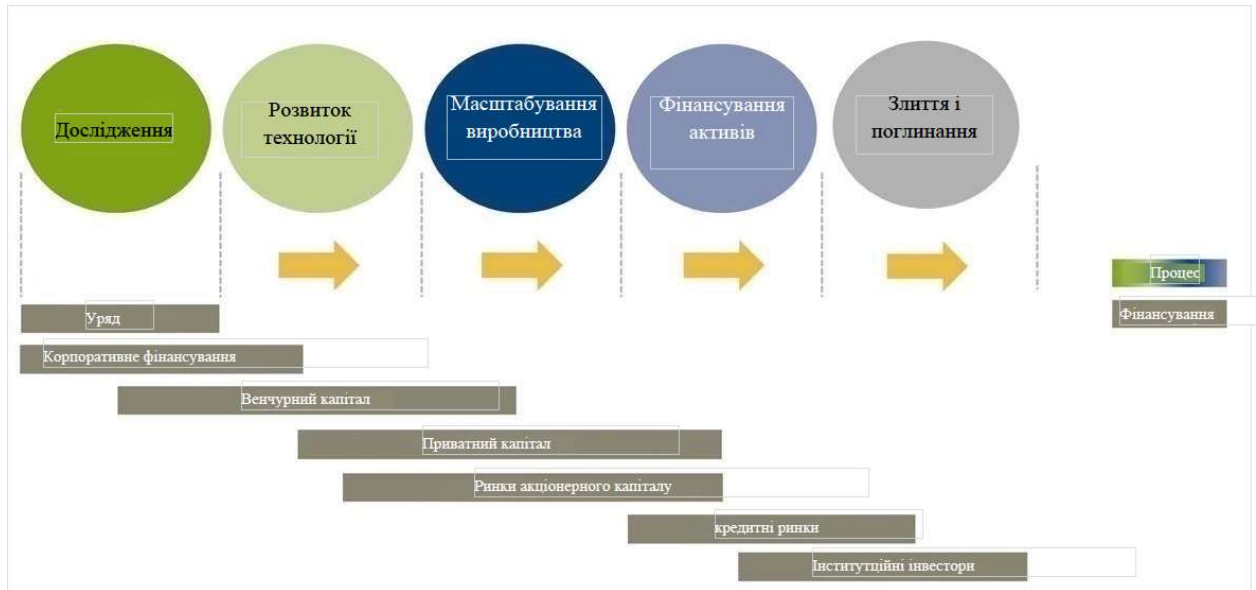 Дослідження
Розвиток
технології
Масштабування
виробництва
Фінансування
активів
Злиття і
поглинання
Процес
Фінансування
Уряд
Корпоративне фінансування
Венчурний капітал
Приватний капітал
Ринки акціонерного капіталу
кредитні ринки
Інститутційні інвестори